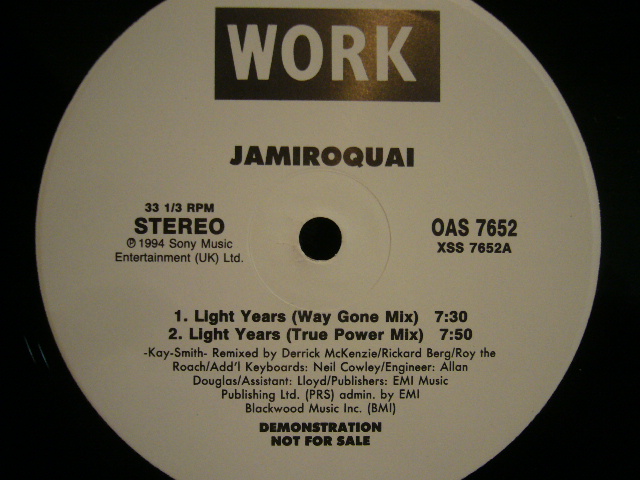 WORK
JAMIROQUAI
33 1/3 RPM
STEREO
℗ 1994 Sony Music
Entertainment (UK) Ltd.
OAS 7652
XSS 7652A
1. Light Years (Way Gone Mix) 7:30
2. Light Years (True Power Mix) 7:50
-Kay-Smith- Remixed by Derrick McKenzie/Rickard Berg/Roy the
Roach/Add'l Keyboards: Neil Cowley/Engineer: Allan
Douglas/Assistant: Lloyd/Publishers: EMI Music
Publishing Ltd. (PRS) admin. by EMI
Blackwood Music Inc. (BMI)
DEMONSTRATION
NOT FOR SALE